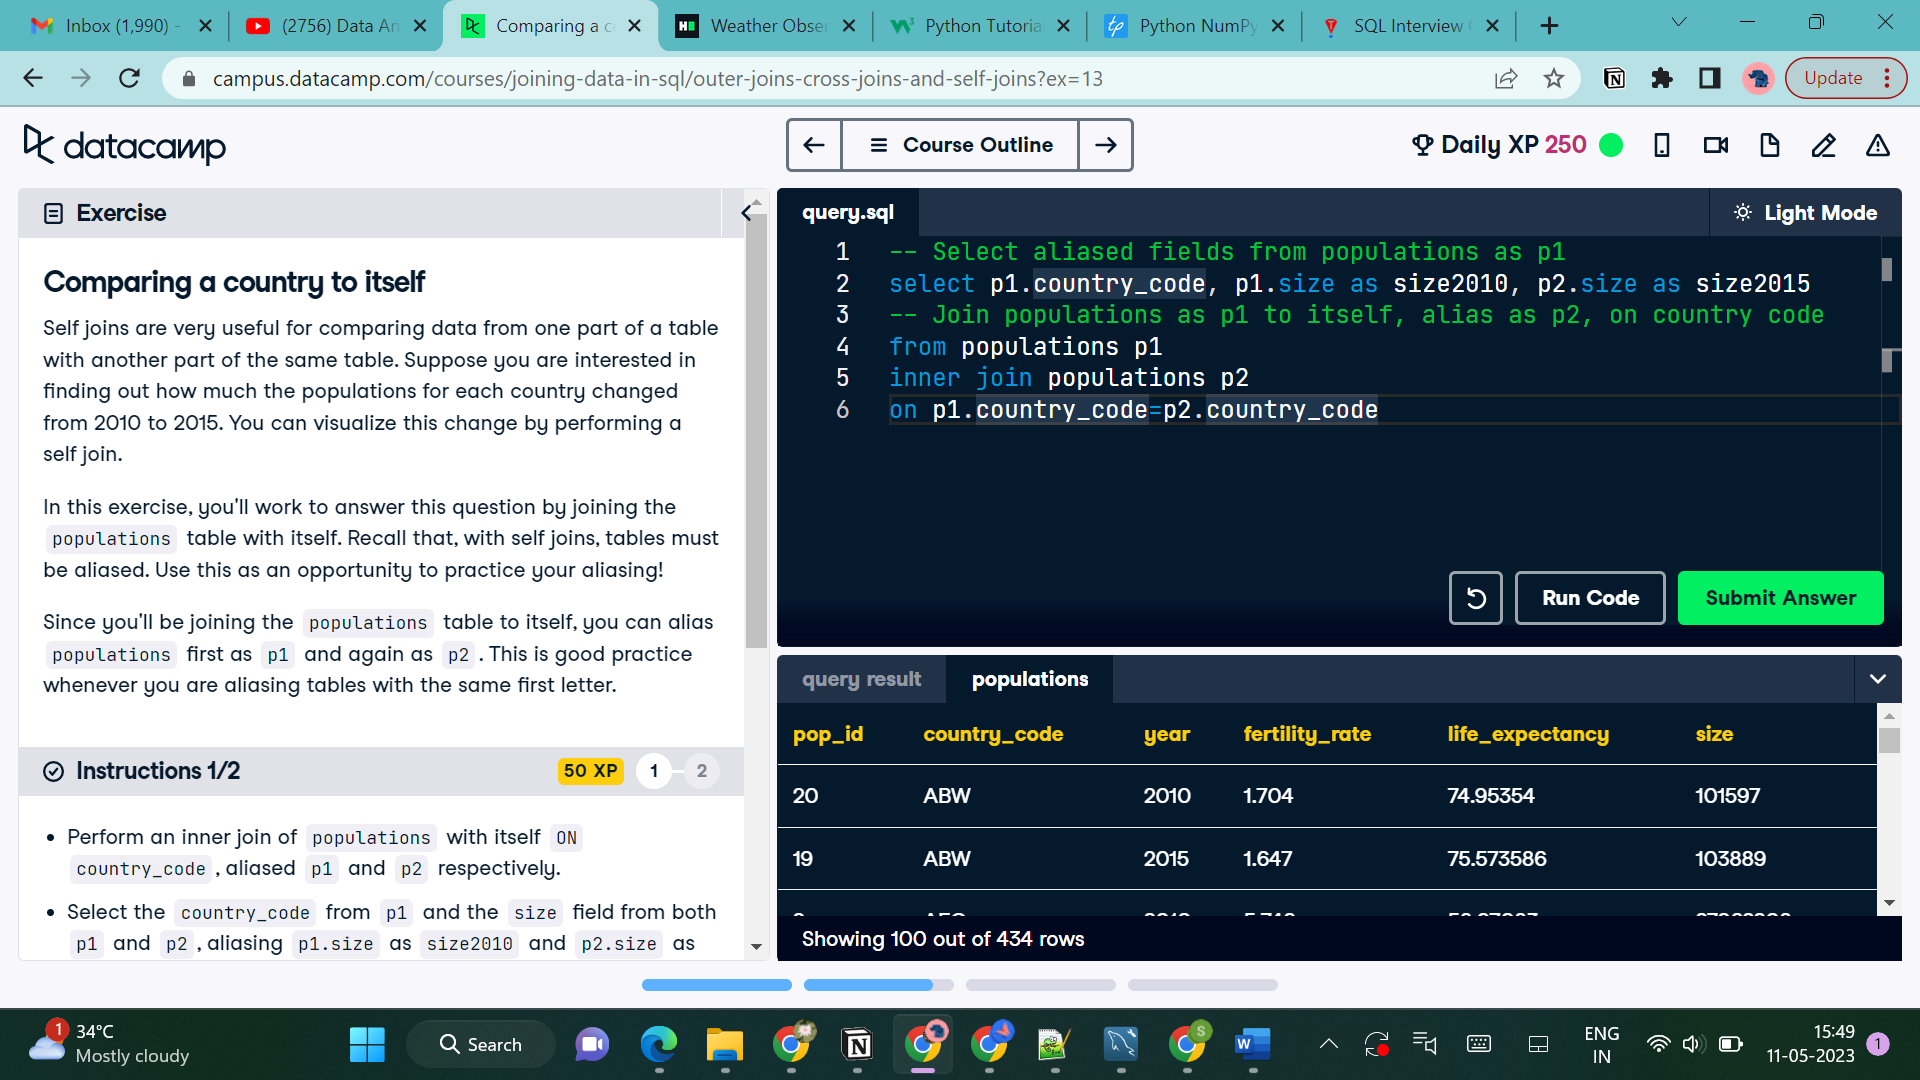 Inbox (1,990) -
(2756) Data An
Comparing a c
Weather Obser
Python Tutoria
Python NumPy
SQL Interview
campus.datacamp.com/courses/joining-data-in-sql/outer-joins-cross-joins-and-self-joins?ex=13
Update
datacamp
Course Outline
Daily XP 250
Exercise
Comparing a country to itself
Self joins are very useful for comparing data from one part of a table
with another part of the same table. Suppose you are interested in
finding out how much the populations for each country changed
from 2010 to 2015. You can visualize this change by performing a
self join.
In this exercise, you'll work to answer this question by joining the
populations table with itself. Recall that, with self joins, tables must
be aliased. Use this as an opportunity to practice your aliasing!
Since you'll be joining the populations table to itself, you can alias
populations first as p1 and again as p2 . This is good practice
whenever you are aliasing tables with the same first letter.
Instructions 1/2
50 XP
1
2
• Perform an inner join of populations with itself ON
country_code , aliased p1 and p2 respectively.
• Select the country_code from p1 and the size field from both
p1 and p2 , aliasing p1.size as size2010 and p2.size as
query.sql
Light Mode
1 -- Select aliased fields from populations as p1
2 select p1.country_code, p1.size as size2010, p2.size as size2015
3 -- Join populations as p1 to itself, alias as p2, on country code
4 from populations p1
5 inner join populations p2
6 on p1.country_code=p2.country_code
Run Code
Submit Answer
query result
populations
pop_id country_code year fertility_rate life_expectancy size
20 ABW 2010 1.704 74.95354 101597
19 ABW 2015 1.647 75.573586 103889
Showing 100 out of 434 rows
1
34°C
Mostly cloudy
Search
ENG
IN
15:49
11-05-2023
1